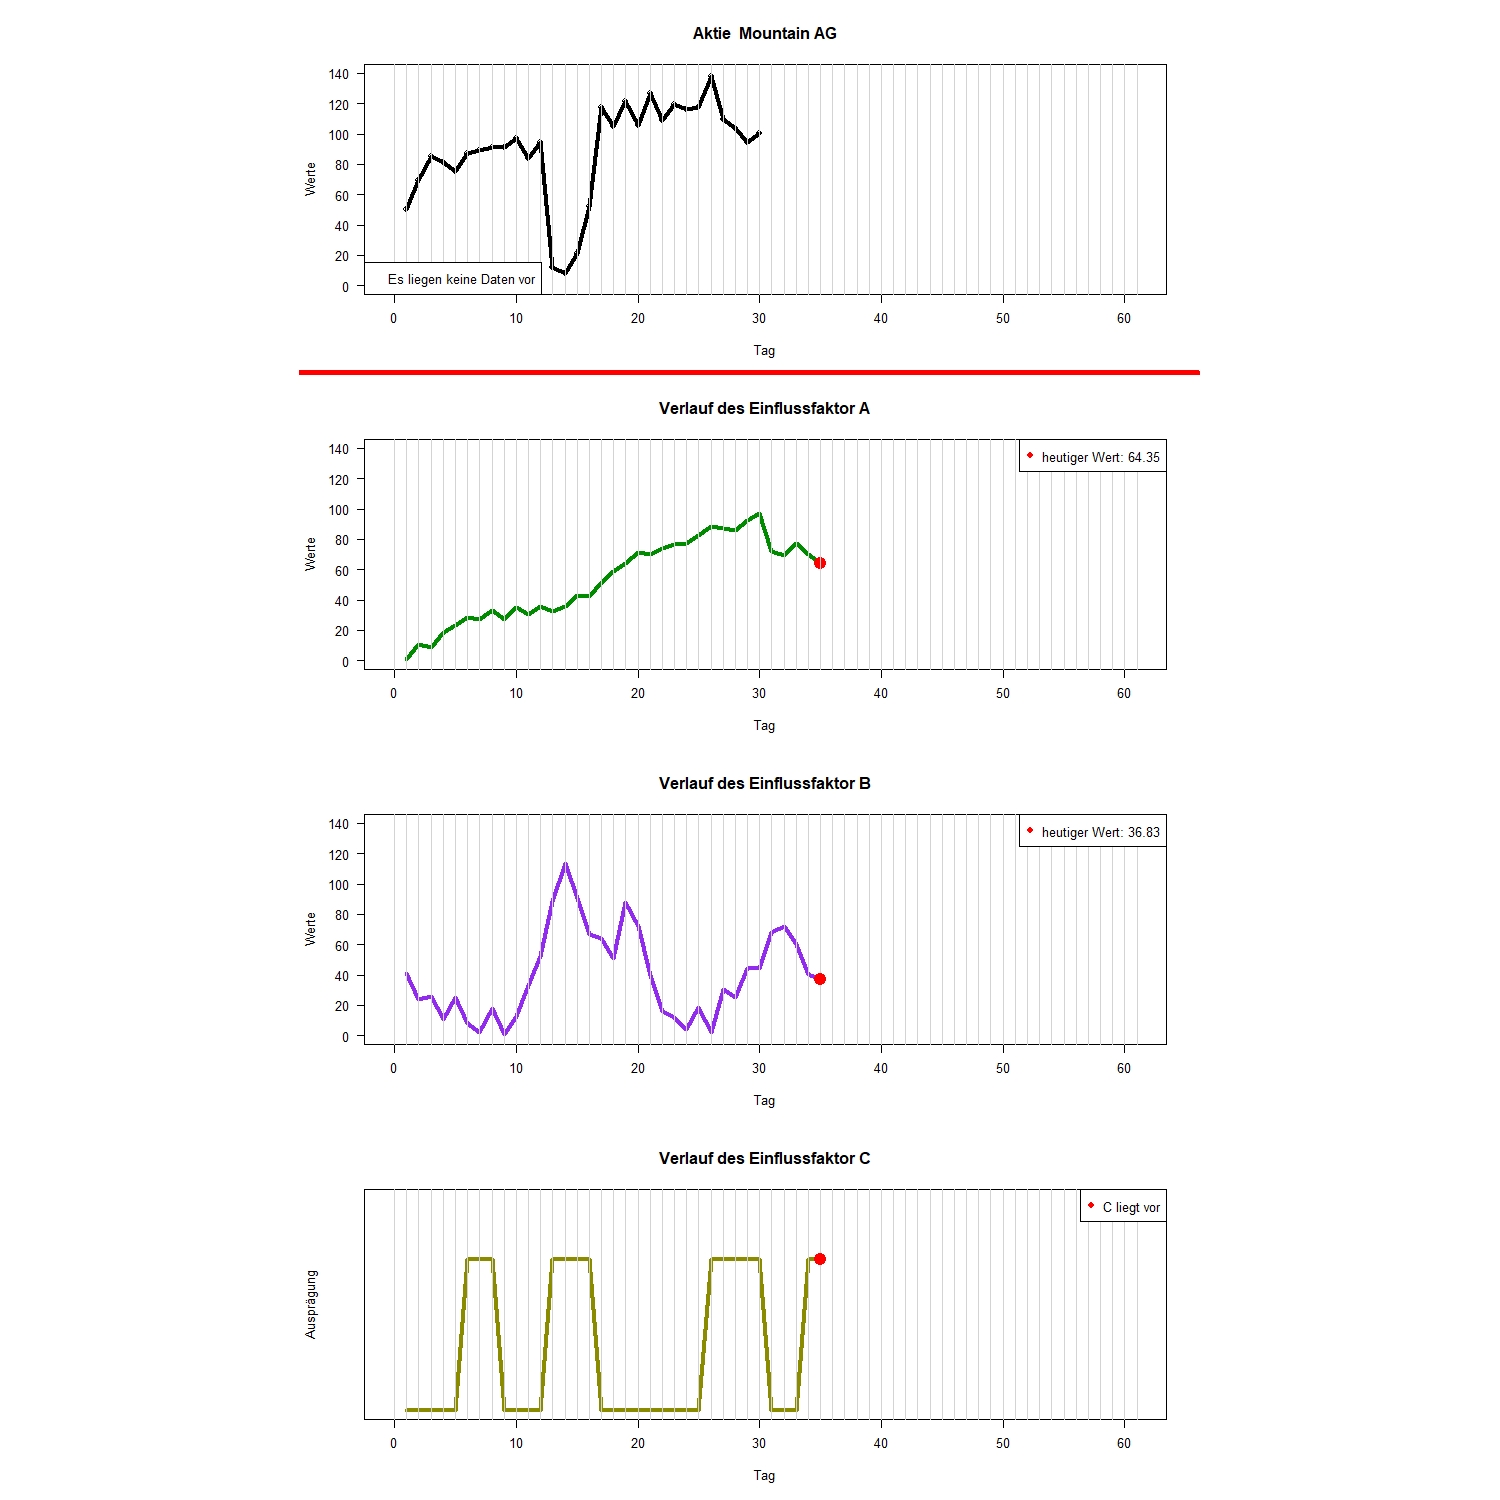 Aktie  Mountain AG
140
120
100
80
60
40
20
0
Werte
Es liegen keine Daten vor
0 10 20 30 40 50 60
Tag
Verlauf des Einflussfaktor A
140
120
100
80
60
40
20
0
Werte
heutiger Wert: 64.35
0 10 20 30 40 50 60
Tag
Verlauf des Einflussfaktor B
140
120
100
80
60
40
20
0
Werte
heutiger Wert: 36.83
0 10 20 30 40 50 60
Tag
Verlauf des Einflussfaktor C
Ausprägung
C liegt vor
0 10 20 30 40 50 60
Tag